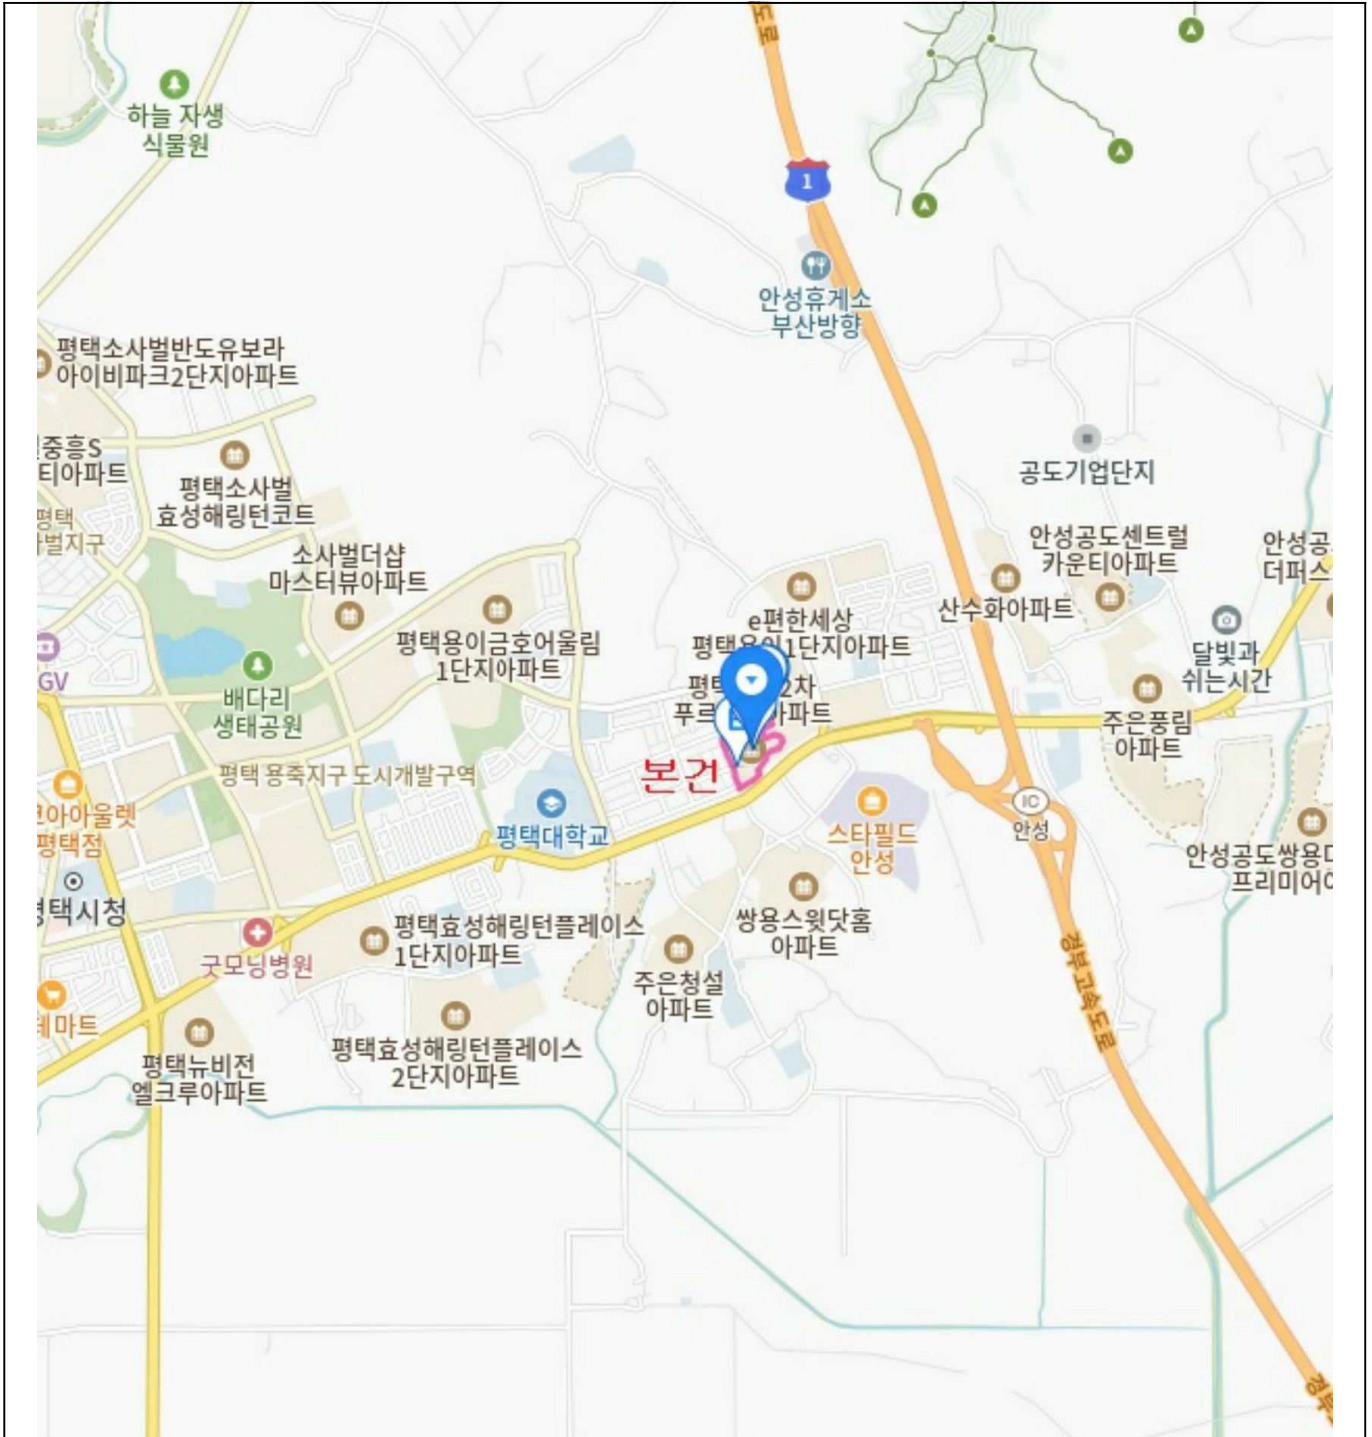 도로
하늘 자생
식물원
1
안성휴게소
부산방향
평택소사벌반도유보라
아이비파크2단지아파트
중흥S
티아파트
평택소사벌
효성해링턴코트
공도기업단지
평택
벌지구
소사벌더샵
마스터뷰아파트
안성공도센트럴
카운티아파트
안성공
더퍼스
산수화아파트
e편한세상
평택용이1단지아파트
평택용이금호어울림
1단지아파트
달빛과
쉬는시간
GV
배다리
생태공원
평택
2차
푸르
아파트
주은풍림
아파트
본건
평택 용죽지구 도시개발구역
아아울렛
평택점
평택대학교
스타필드
안성
IC
안성
안성공도쌍용
프리미어
평택시청
평택효성해링턴플레이스
1단지아파트
쌍용스윗닷홈
아파트
굿모닝병원
주은청설
아파트
경부고속도로
데마트
평택뉴비전
엘크루아파트
평택효성해링턴플레이스
2단지아파트
경부